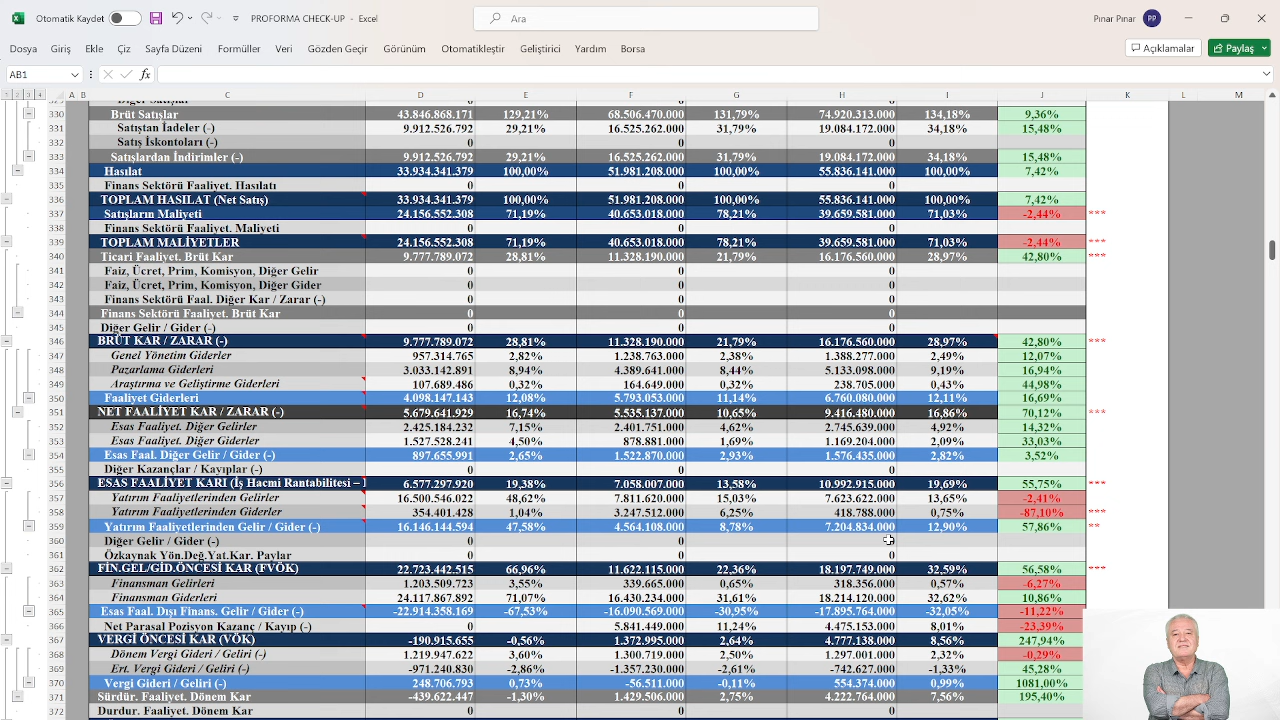 Otomatik Kaydet PROFORMA CHECK-UP - Excel Ara Pınar Pınar PP
Dosya Giriş Ekle Çiz Sayfa Düzeni Formüller Veri Gözden Geçir Görünüm Otomatikleştir Geliştirici Yardım Borsa Açıklamalar Paylaş
AB1 fx
1 2 3 4 A B C D E F G H I J K L M
329 Diğer Satışlar 0 0 0
330 Brüt Satışlar 43.846.868.171 129,21% 68.506.470.000 131,79% 74.920.313.000 134,18% 9,36%
331 Satıştan İadeler (-) 9.912.526.792 29,21% 16.525.262.000 31,79% 19.084.172.000 34,18% 15,48%
332 Satış İskontoları (-) 0 0 0
333 Satışlardan İndirimler (-) 9.912.526.792 29,21% 16.525.262.000 31,79% 19.084.172.000 34,18% 15,48%
334 Hasılat 33.934.341.379 100,00% 51.981.208.000 100,00% 55.836.141.000 100,00% 7,42%
335 Finans Sektörü Faaliyet. Hasılatı 0 0 0
336 TOPLAM HASILAT (Net Satış) 33.934.341.379 100,00% 51.981.208.000 100,00% 55.836.141.000 100,00% 7,42%
337 Satışların Maliyeti 24.156.552.308 71,19% 40.653.018.000 78,21% 39.659.581.000 71,03% -2,44% ***
338 Finans Sektörü Faaliyet. Maliyeti 0 0 0
339 TOPLAM MALİYETLER 24.156.552.308 71,19% 40.653.018.000 78,21% 39.659.581.000 71,03% -2,44% ***
340 Ticari Faaliyet. Brüt Kar 9.777.789.072 28,81% 11.328.190.000 21,79% 16.176.560.000 28,97% 42,80% ***
341 Faiz, Ücret, Prim, Komisyon, Diğer Gelir 0 0 0
342 Faiz, Ücret, Prim, Komisyon, Diğer Gider 0 0 0
343 Finans Sektörü Faal. Diğer Kar / Zarar (-) 0 0 0
344 Finans Sektörü Faaliyet. Brüt Kar 0 0 0
345 Diğer Gelir / Gider (-) 0 0 0
346 BRÜT KAR / ZARAR (-) 9.777.789.072 28,81% 11.328.190.000 21,79% 16.176.560.000 28,97% 42,80% ***
347 Genel Yönetim Giderler 957.314.765 2,82% 1.238.763.000 2,38% 1.388.277.000 2,49% 12,07%
348 Pazarlama Giderleri 3.033.142.891 8,94% 4.389.641.000 8,44% 5.133.098.000 9,19% 16,94%
349 Araştırma ve Geliştirme Giderleri 107.689.486 0,32% 164.649.000 0,32% 238.705.000 0,43% 44,98%
350 Faaliyet Giderleri 4.098.147.143 12,08% 5.793.053.000 11,14% 6.760.080.000 12,11% 16,69%
351 NET FAALİYET KAR / ZARAR (-) 5.679.641.929 16,74% 5.535.137.000 10,65% 9.416.480.000 16,86% 70,12% ***
352 Esas Faaliyet. Diğer Gelirler 2.425.184.232 7,15% 2.401.751.000 4,62% 2.745.639.000 4,92% 14,32%
353 Esas Faaliyet. Diğer Giderler 1.527.528.241 4,50% 878.881.000 1,69% 1.169.204.000 2,09% 33,03%
354 Esas Faal. Diğer Gelir / Gider (-) 897.655.991 2,65% 1.522.870.000 2,93% 1.576.435.000 2,82% 3,52%
355 Diğer Kazançlar / Kayıplar (-) 0 0 0
356 ESAS FAALİYET KARI (İş Hacmi Rantabilitesi – 6.577.297.920 19,38% 7.058.007.000 13,58% 10.992.915.000 19,69% 55,75% ***
357 Yatırım Faaliyetlerinden Gelirler 16.500.546.022 48,62% 7.811.620.000 15,03% 7.623.622.000 13,65% -2,41%
358 Yatırım Faaliyetlerinden Giderler 354.401.428 1,04% 3.247.512.000 6,25% 418.788.000 0,75% -87,10% ***
359 Yatırım Faaliyetlerinden Gelir / Gider (-) 16.146.144.594 47,58% 4.564.108.000 8,78% 7.204.834.000 12,90% 57,86% **
360 Diğer Gelir / Gider (-) 0 0 0
361 Özkaynak Yön.Değ.Yat.Kar. Paylar 0 0 0
362 FİN.GEL/GİD.ÖNCESİ KAR (FVÖK) 22.723.442.515 66,96% 11.622.115.000 22,36% 18.197.749.000 32,59% 56,58% ***
363 Finansman Gelirleri 1.203.509.723 3,55% 339.665.000 0,65% 318.356.000 0,57% -6,27%
364 Finansman Giderleri 24.117.867.892 71,07% 16.430.234.000 31,61% 18.214.120.000 32,62% 10,86%
365 Esas Faal. Dışı Finans. Gelir / Gider (-) -22.914.358.169 -67,53% -16.090.569.000 -30,95% -17.895.764.000 -32,05% -11,22%
366 Net Parasal Pozisyon Kazanç / Kayıp (-) 0 5.841.449.000 11,24% 4.475.153.000 8,01% -23,39%
367 VERGİ ÖNCESİ KAR (VÖK) -190.915.655 -0,56% 1.372.995.000 2,64% 4.777.138.000 8,56% 247,94%
368 Dönem Vergi Gideri / Geliri (-) 1.219.947.622 3,60% 1.300.719.000 2,50% 1.297.001.000 2,32% -0,29%
369 Ert. Vergi Gideri / Geliri (-) -971.240.830 -2,86% -1.357.230.000 -2,61% -742.627.000 -1,33% 45,28%
370 Vergi Gideri / Geliri (-) 248.706.793 0,73% -56.511.000 -0,11% 554.374.000 0,99% 1081,00%
371 Sürdür. Faaliyet. Dönem Kar -439.622.447 -1,30% 1.429.506.000 2,75% 4.222.764.000 7,56% 195,40%
372 Durdur. Faaliyet. Dönem Kar 0 0 0